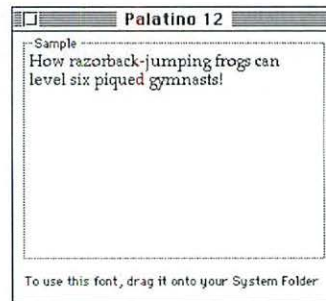 Palatino 12
Sample
How razorback-jumping frogs can
level six piqued gymnasts!
To use this font, drag it onto your System Folder